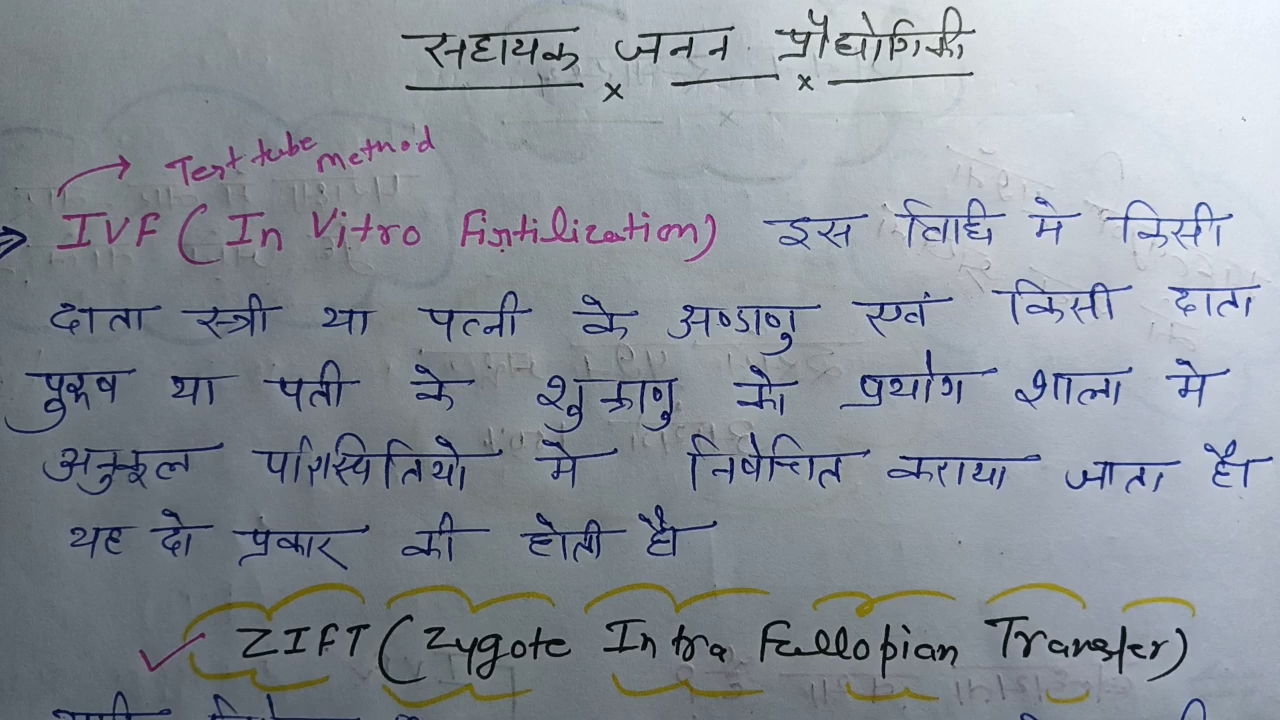 सहायक जनन प्रौद्योगिकी
Test tube method
IVF ( In Vitro Firtilization) इस विधि मे किसी
दाता स्त्री या पत्नी के अण्डाणु एवं किसी दाता
पुरुष या पती के शुक्राणु को प्रयोग शाला मे
अनुकूल परिस्थितियो मे निषेचित कराया जाता है।
यह दो प्रकार की होती है।
ZIFT (Zygote Intra Fallopian Transfer)